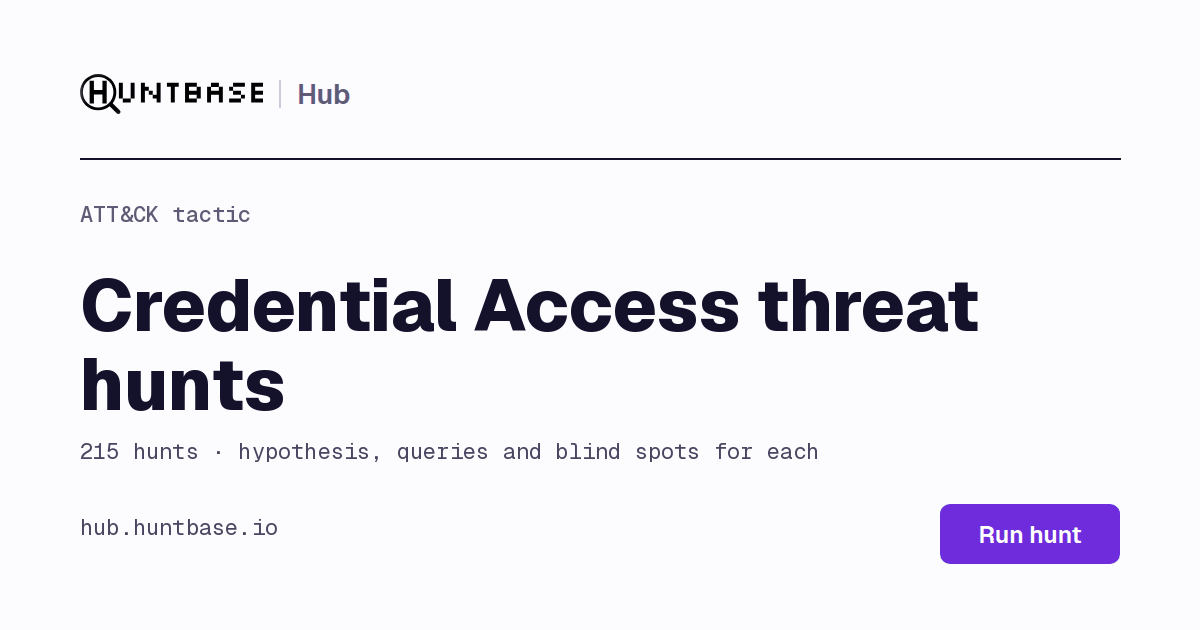 HUNTBASE | Hub
ATT&CK tactic
Credential Access threat
hunts
215 hunts · hypothesis, queries and blind spots for each
hub.huntbase.io
Run hunt